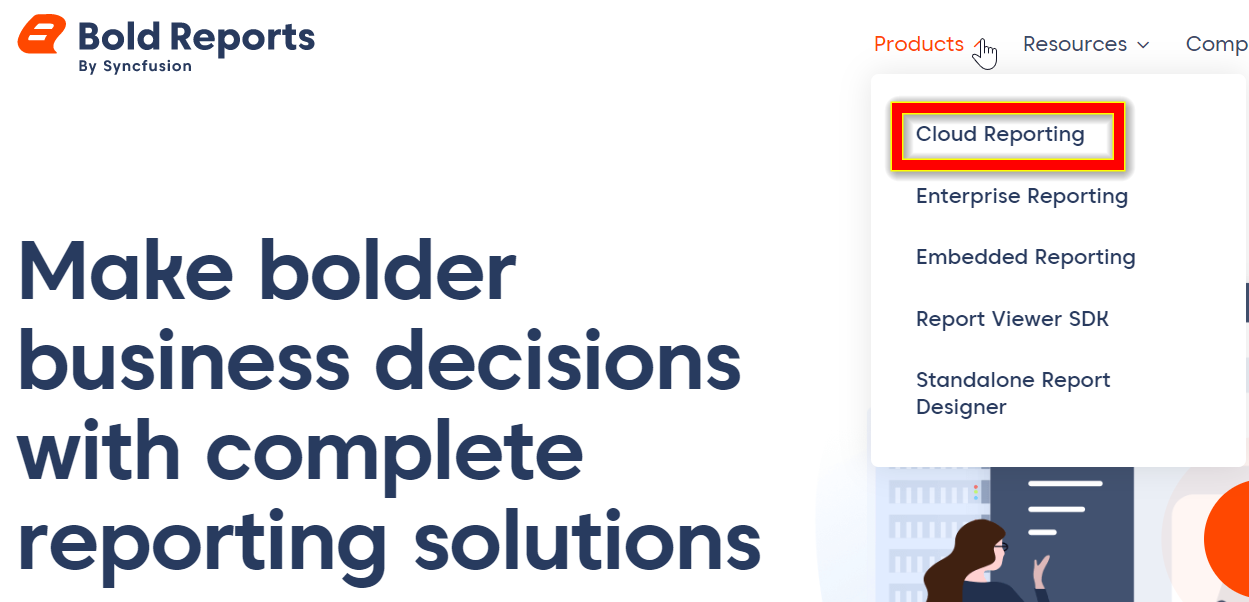 Bold Reports
By Syncfusion
Products
Resources
Comp
Cloud Reporting
Enterprise Reporting
Embedded Reporting
Report Viewer SDK
Standalone Report
Designer
Make bolder
business decisions
with complete
reporting solutions